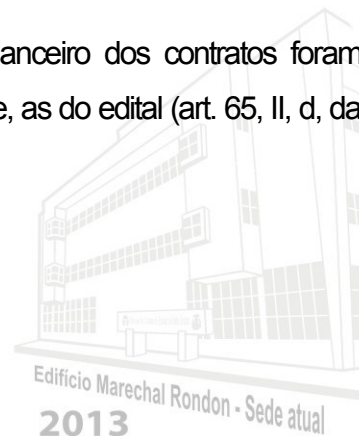 anceiro dos contratos foram
e, as do edital (art. 65, II, d, da
Edifício Marechal Rondon - Sede atual
2013